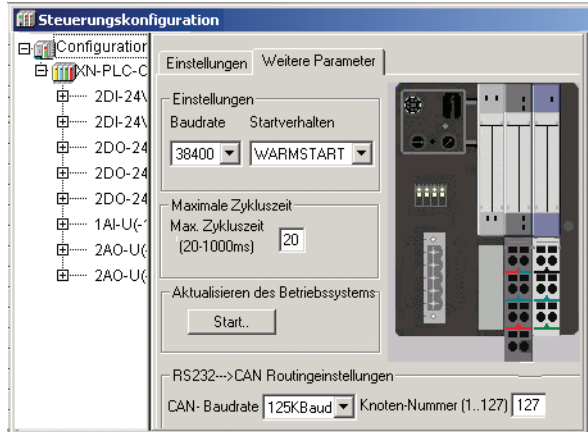 Steuerungskonfiguration
Configuration
XN-PLC-C
2DI-24V
2DI-24V
2DO-24
2DO-24
2DO-24
1AI-U(-1
2AO-U(-
2AO-U(-
Einstellungen
Weitere Parameter
Einstellungen
Baudrate Startverhalten
38400 WARMSTART
Maximale Zykluszeit
Max. Zykluszeit
(20-1000ms) 20
Aktualisieren des Betriebssystems
Start..
RS232--->CAN Routingeinstellungen
CAN- Baudrate 125KBaud Knoten-Nummer (1..127) 127